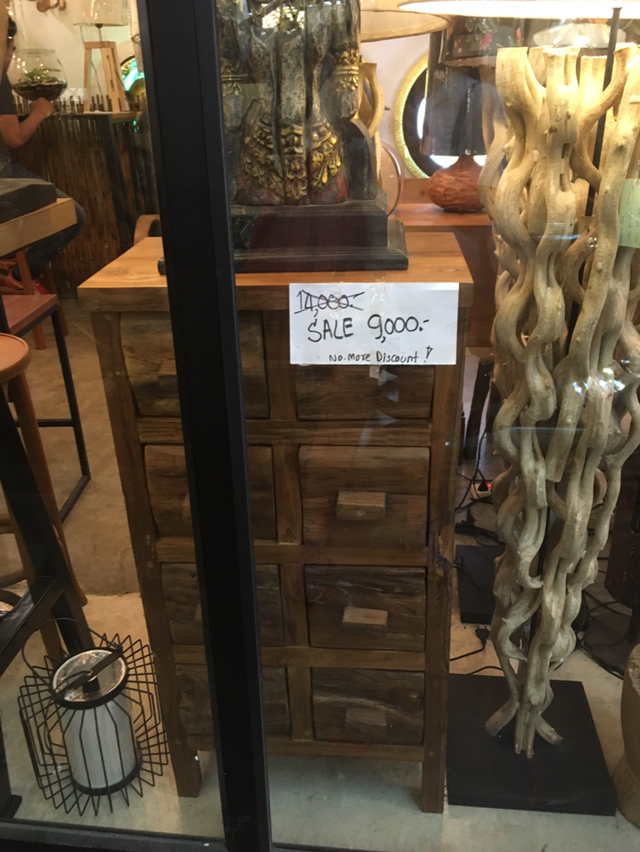 14,000.-
SALE 9,000.-
No.more Discount !